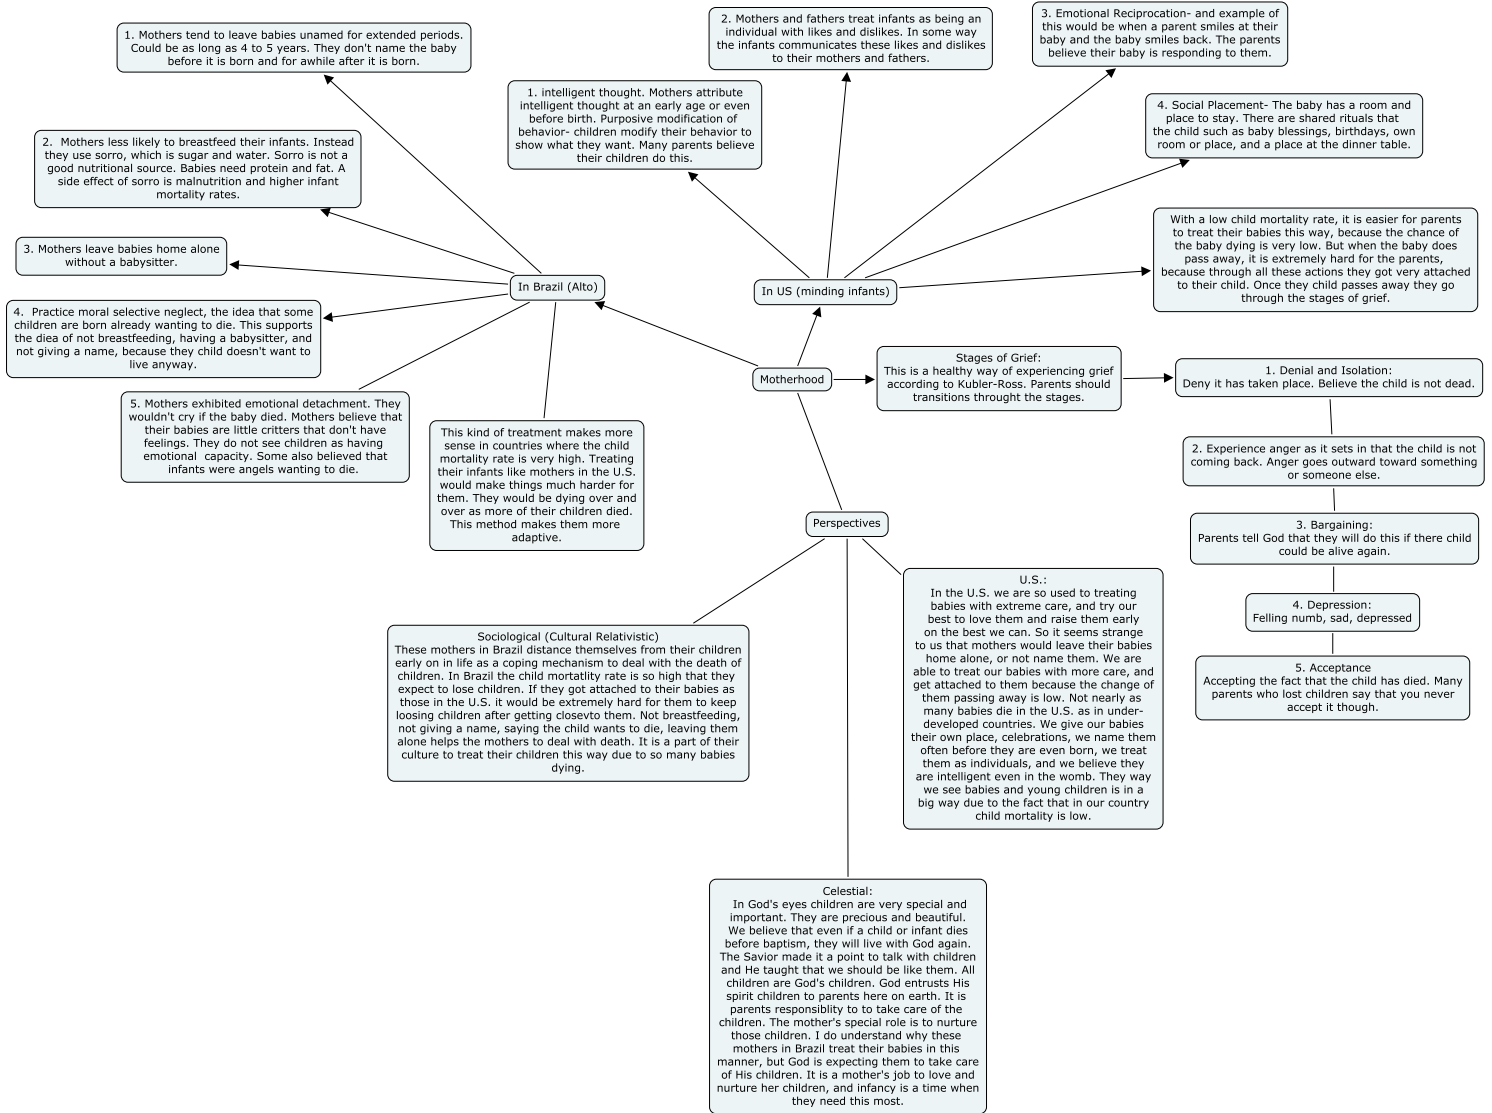 1. Mothers tend to leave babies unamed for extended periods.
Could be as long as 4 to 5 years. They don't name the baby
before it is born and for awhile after it is born.
2. Mothers and fathers treat infants as being an
individual with likes and dislikes. In some way
the infants communicates these likes and dislikes
to their mothers and fathers.
3. Emotional Reciprocation- and example of
this would be when a parent smiles at their
baby and the baby smiles back. The parents
believe their baby is responding to them.
1. intelligent thought. Mothers attribute
intelligent thought at an early age or even
before birth. Purposive modification of
behavior- children modify their behavior to
show what they want. Many parents believe
their children do this.
4. Social Placement- The baby has a room and
place to stay. There are shared rituals that
the child such as baby blessings, birthdays, own
room or place, and a place at the dinner table.
2.  Mothers less likely to breastfeed their infants. Instead
they use sorro, which is sugar and water. Sorro is not a
good nutritional source. Babies need protein and fat. A
side effect of sorro is malnutrition and higher infant
mortality rates.
With a low child mortality rate, it is easier for parents
to treat their babies this way, because the chance of
the baby dying is very low. But when the baby does
pass away, it is extremely hard for the parents,
because through all these actions they got very attached
to their child. Once they child passes away they go
through the stages of grief.
3. Mothers leave babies home alone
without a babysitter.
In Brazil (Alto)
In US (minding infants)
4.  Practice moral selective neglect, the idea that some
children are born already wanting to die. This supports
the diea of not breastfeeding, having a babysitter, and
not giving a name, because they child doesn't want to
live anyway.
Motherhood
Stages of Grief:
This is a healthy way of experiencing grief
according to Kubler-Ross. Parents should
transitions throught the stages.
1. Denial and Isolation:
Deny it has taken place. Believe the child is not dead.
5. Mothers exhibited emotional detachment. They
wouldn't cry if the baby died. Mothers believe that
their babies are little critters that don't have
feelings. They do not see children as having
emotional  capacity. Some also believed that
infants were angels wanting to die.
This kind of treatment makes more
sense in countries where the child
mortality rate is very high. Treating
their infants like mothers in the U.S.
would make things much harder for
them. They would be dying over and
over as more of their children died.
This method makes them more
adaptive.
2. Experience anger as it sets in that the child is not
coming back. Anger goes outward toward something
or someone else.
Perspectives
3. Bargaining:
Parents tell God that they will do this if there child
could be alive again.
4. Depression:
Felling numb, sad, depressed
5. Acceptance
Accepting the fact that the child has died. Many
parents who lost children say that you never
accept it though.
Sociological (Cultural Relativistic)
These mothers in Brazil distance themselves from their children
early on in life as a coping mechanism to deal with the death of
children. In Brazil the child mortatlity rate is so high that they
expect to lose children. If they got attached to their babies as
those in the U.S. it would be extremely hard for them to keep
loosing children after getting closevto them. Not breastfeeding,
not giving a name, saying the child wants to die, leaving them
alone helps the mothers to deal with death. It is a part of their
culture to treat their children this way due to so many babies
dying.
U.S.:
In the U.S. we are so used to treating
babies with extreme care, and try our
best to love them and raise them early
on the best we can. So it seems strange
to us that mothers would leave their babies
home alone, or not name them. We are
able to treat our babies with more care, and
get attached to them because the change of
them passing away is low. Not nearly as
many babies die in the U.S. as in under-
developed countries. We give our babies
their own place, celebrations, we name them
often before they are even born, we treat
them as individuals, and we believe they
are intelligent even in the womb. They way
we see babies and young children is in a
big way due to the fact that in our country
child mortality is low.
Celestial:
In God's eyes children are very special and
important. They are precious and beautiful.
We believe that even if a child or infant dies
before baptism, they will live with God again.
The Savior made it a point to talk with children
and He taught that we should be like them. All
children are God's children. God entrusts His
spirit children to parents here on earth. It is
parents responsiblity to to take care of the
children. The mother's special role is to nurture
those children. I do understand why these
mothers in Brazil treat their babies in this
manner, but God is expecting them to take care
of His children. It is a mother's job to love and
nurture her children, and infancy is a time when
they need this most.